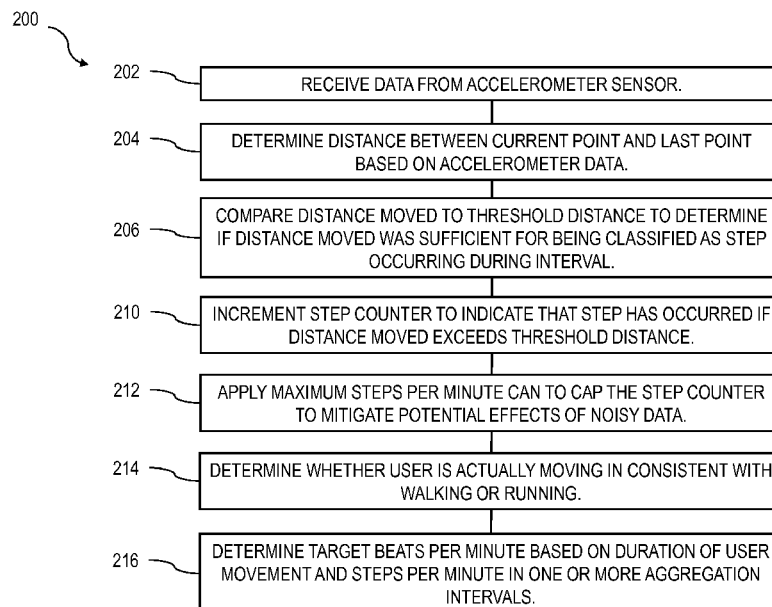 200
202
RECEIVE DATA FROM ACCELEROMETER SENSOR.
204
DETERMINE DISTANCE BETWEEN CURRENT POINT AND LAST POINT
BASED ON ACCELEROMETER DATA.
206
COMPARE DISTANCE MOVED TO THRESHOLD DISTANCE TO DETERMINE
IF DISTANCE MOVED WAS SUFFICIENT FOR BEING CLASSIFIED AS STEP
OCCURRING DURING INTERVAL.
210
INCREMENT STEP COUNTER TO INDICATE THAT STEP HAS OCCURRED IF
DISTANCE MOVED EXCEEDS THRESHOLD DISTANCE.
212
APPLY MAXIMUM STEPS PER MINUTE CAN TO CAP THE STEP COUNTER
TO MITIGATE POTENTIAL EFFECTS OF NOISY DATA.
214
DETERMINE WHETHER USER IS ACTUALLY MOVING IN CONSISTENT WITH
WALKING OR RUNNING.
216
DETERMINE TARGET BEATS PER MINUTE BASED ON DURATION OF USER
MOVEMENT AND STEPS PER MINUTE IN ONE OR MORE AGGREGATION
INTERVALS.